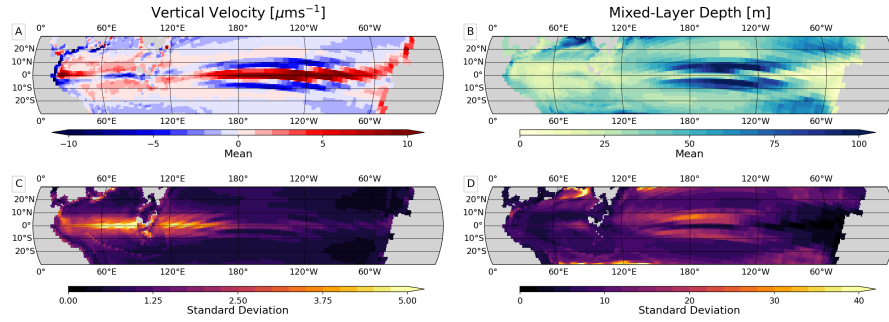 Vertical Velocity [μms⁻¹]
Mixed-Layer Depth [m]
A
0° 60°E 120°E 180° 120°W 60°W
20°N
10°N
0°
10°S
20°S
0° 60°E 120°E 180° 120°W 60°W
−10 −5 0 5 10
Mean
B
0° 60°E 120°E 180° 120°W 60°W
20°N
10°N
0°
10°S
20°S
0° 60°E 120°E 180° 120°W 60°W
0 25 50 75 100
Mean
C
0° 60°E 120°E 180° 120°W 60°W
20°N
10°N
0°
10°S
20°S
0° 60°E 120°E 180° 120°W 60°W
0.00 1.25 2.50 3.75 5.00
Standard Deviation
D
0° 60°E 120°E 180° 120°W 60°W
20°N
10°N
0°
10°S
20°S
0° 60°E 120°E 180° 120°W 60°W
0 10 20 30 40
Standard Deviation